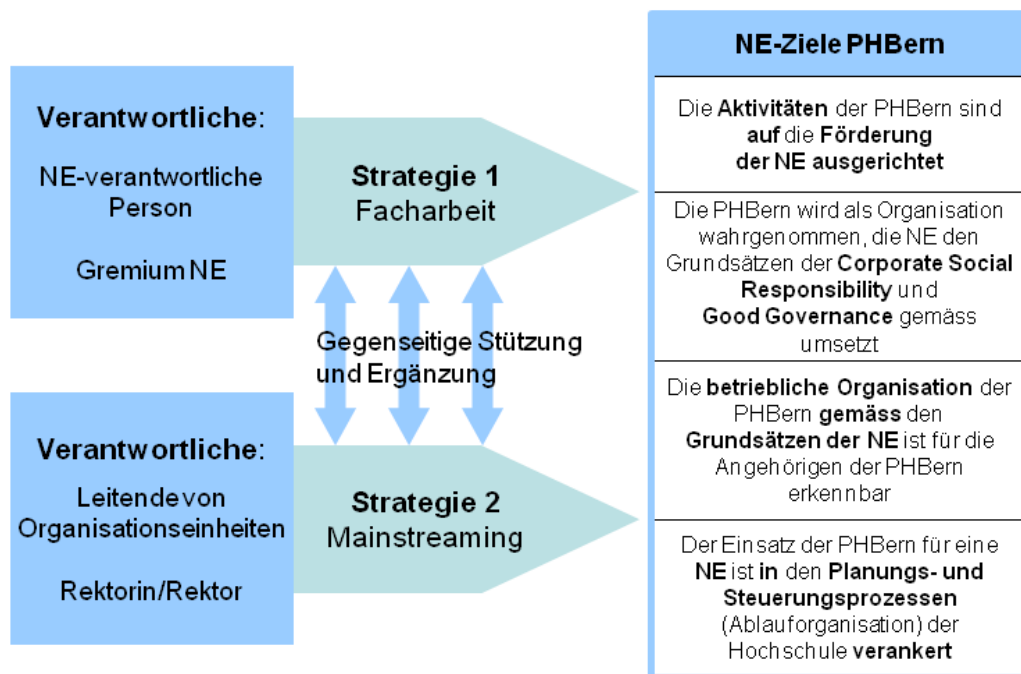 Verantwortliche:
NE-verantwortliche
Person
Gremium NE
Strategie 1
Facharbeit
Gegenseitige Stützung
und Ergänzung
Verantwortliche:
Leitende von
Organisationseinheiten
Rektorin/Rektor
Strategie 2
Mainstreaming
NE-Ziele PHBern
Die Aktivitäten der PHBern sind
auf die Förderung
der NE ausgerichtet
Die PHBern wird als Organisation
wahrgenommen, die NE den
Grundsätzen der Corporate Social
Responsibility und
Good Governance gemäss
umsetzt
Die betriebliche Organisation der
PHBern gemäss den
Grundsätzen der NE ist für die
Angehörigen der PHBern
erkennbar
Der Einsatz der PHBern für eine
NE ist in den Planungs- und
Steuerungsprozessen
(Ablauforganisation) der
Hochschule verankert